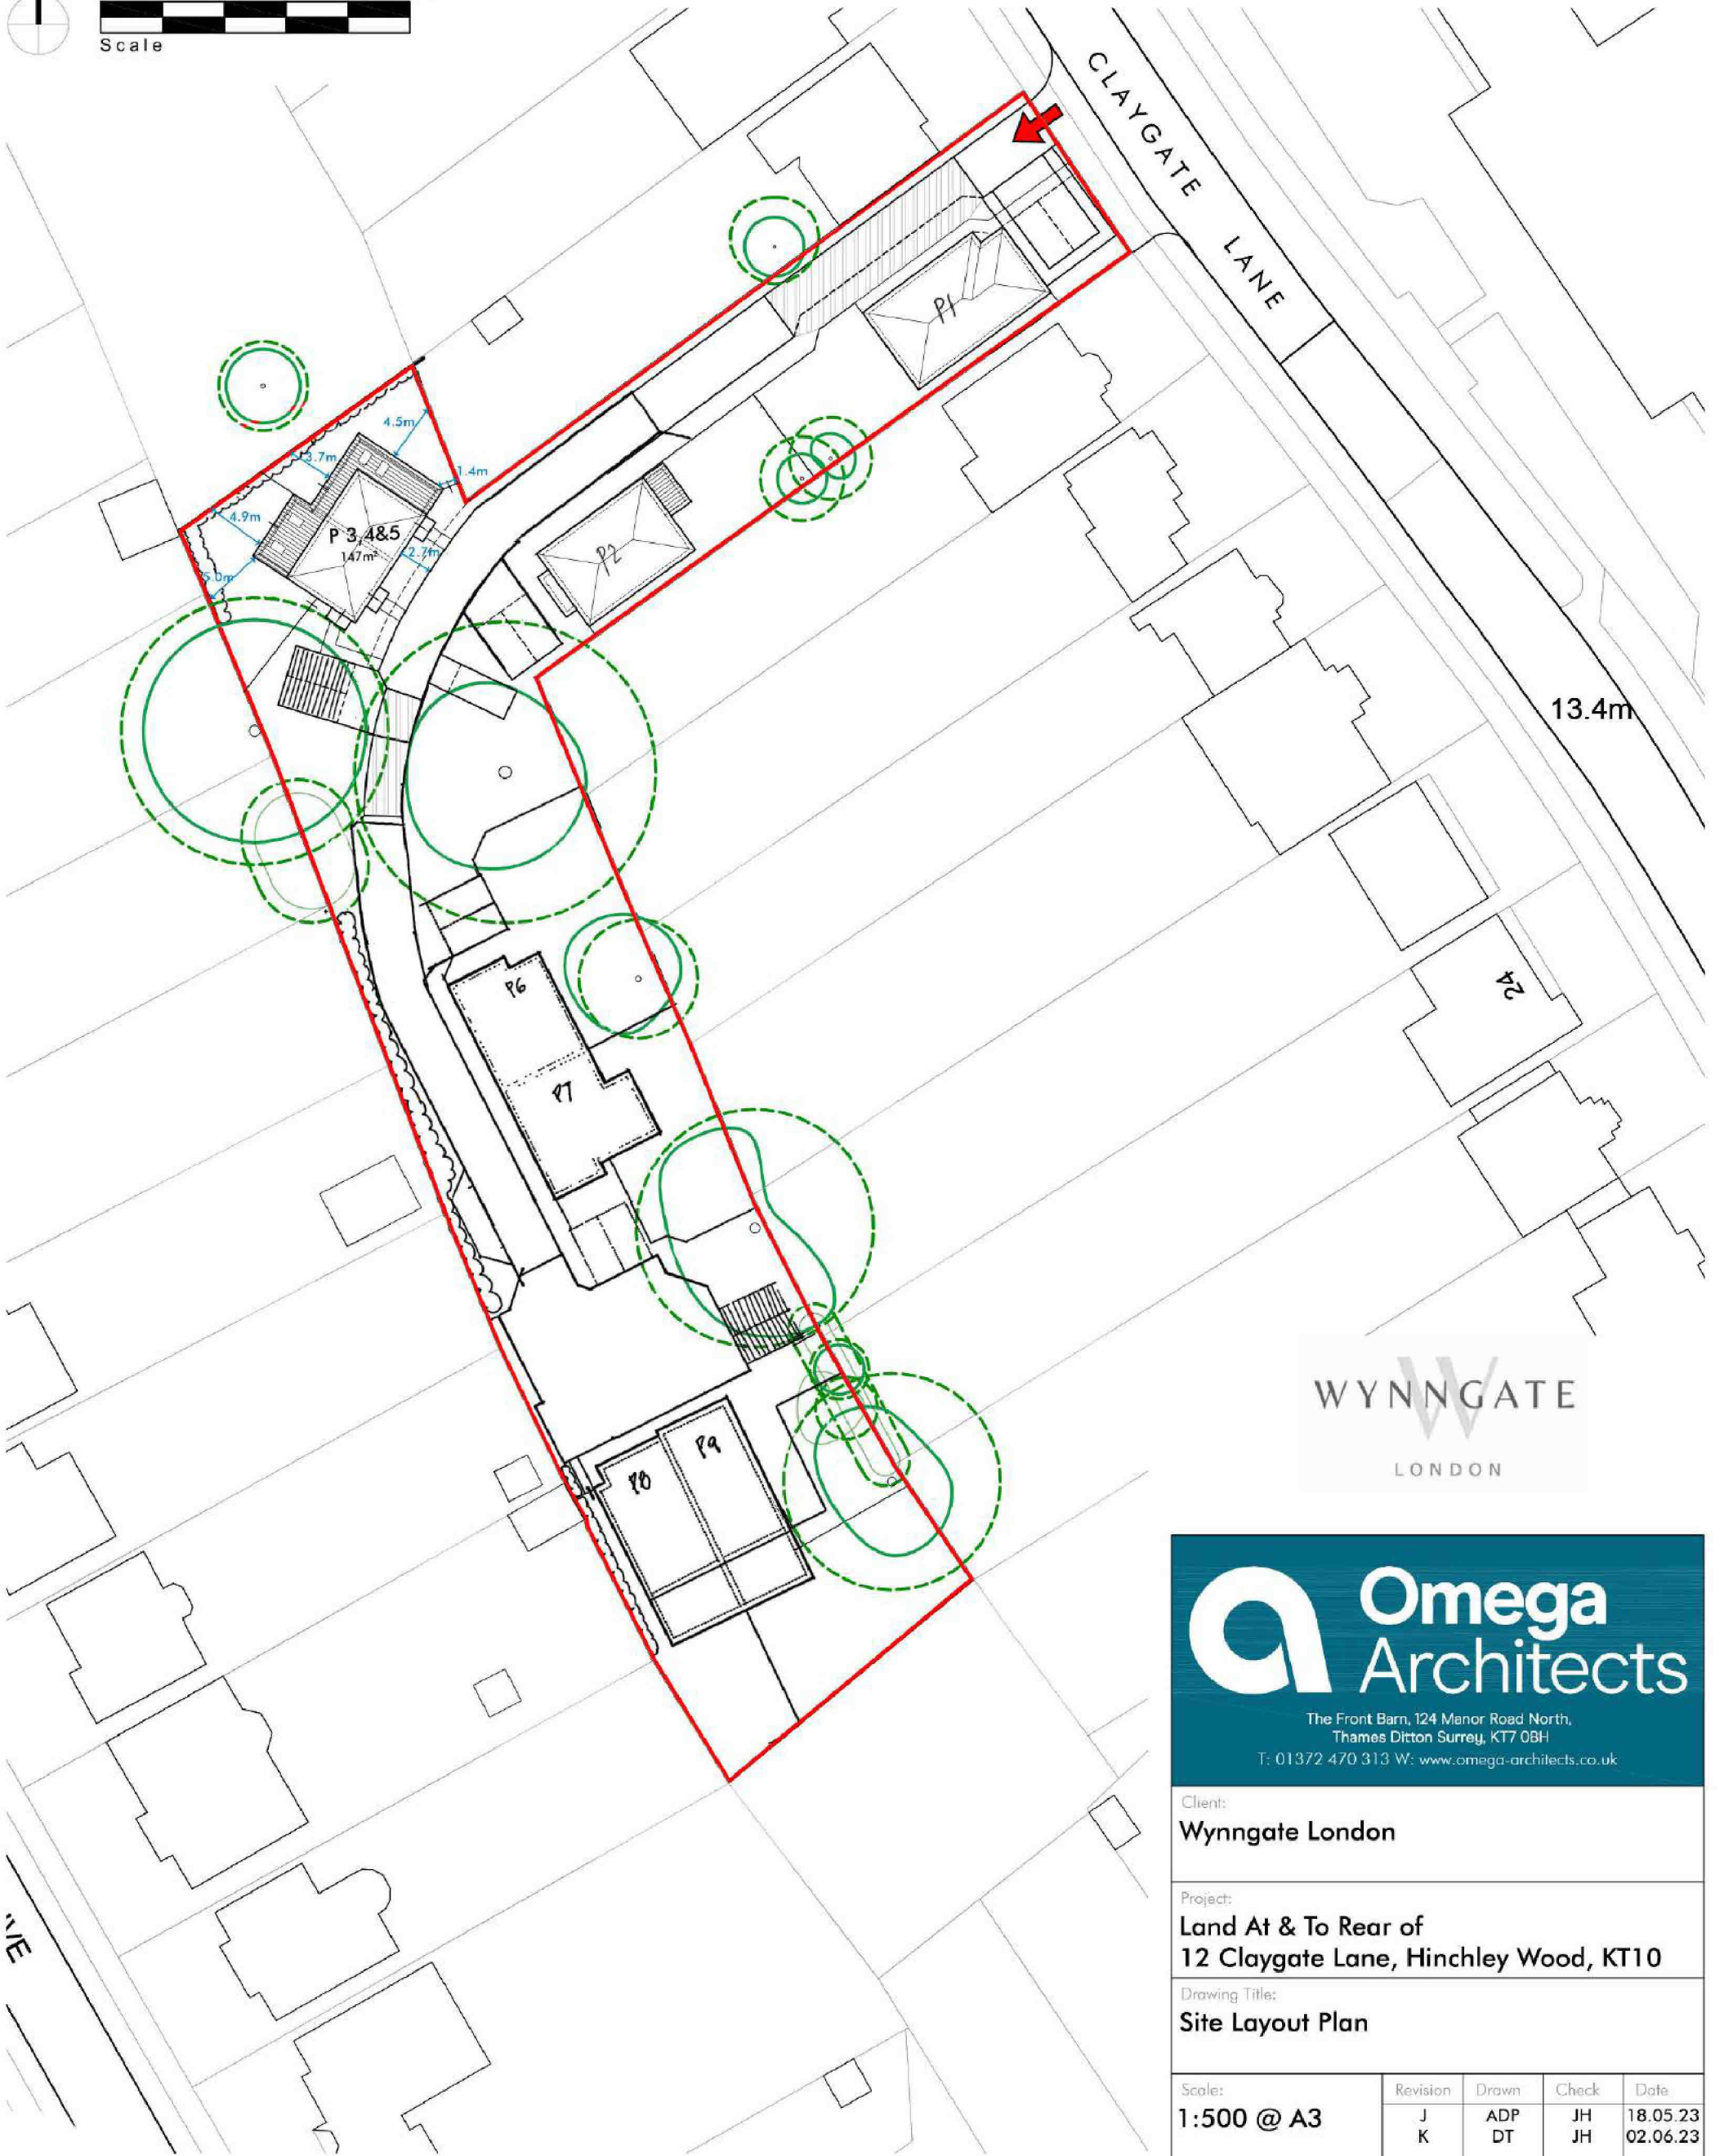 Scale
CLAYGATE LANE
P1
4.5m
3.7m
1.4m
4.9m
P 3,4&5
147m²
2.7m
5.0m
P2
13.4m
P6
24
P7
P9
P8
WYNNGATE
LONDON
Omega
Architects
The Front Barn, 124 Manor Road North,
Thames Ditton Surrey, KT7 0BH
T: 01372 470 313 W: www.omega-architects.co.uk
Client:
Wynngate London
Project:
Land At & To Rear of
12 Claygate Lane, Hinchley Wood, KT10
Drawing Title:
Site Layout Plan
Scale:
1:500 @ A3
Revision Drawn Check Date
J ADP JH 18.05.23
K DT JH 02.06.23